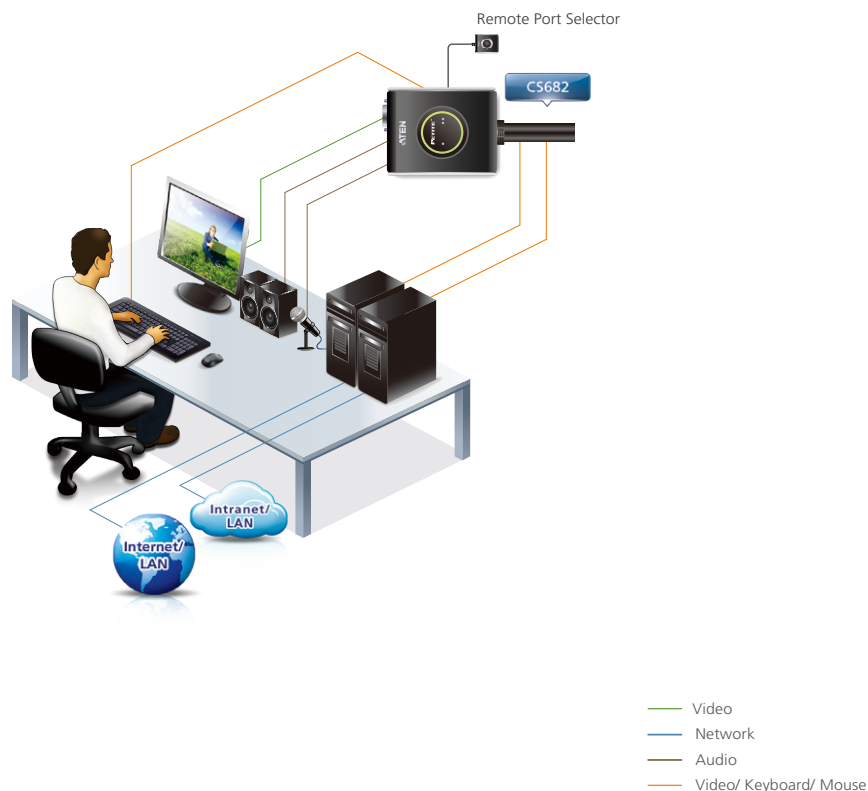 Remote Port Selector
CS682
ATEN
Intranet/
LAN
Internet/
LAN
Video
Network
Audio
Video/ Keyboard/ Mouse